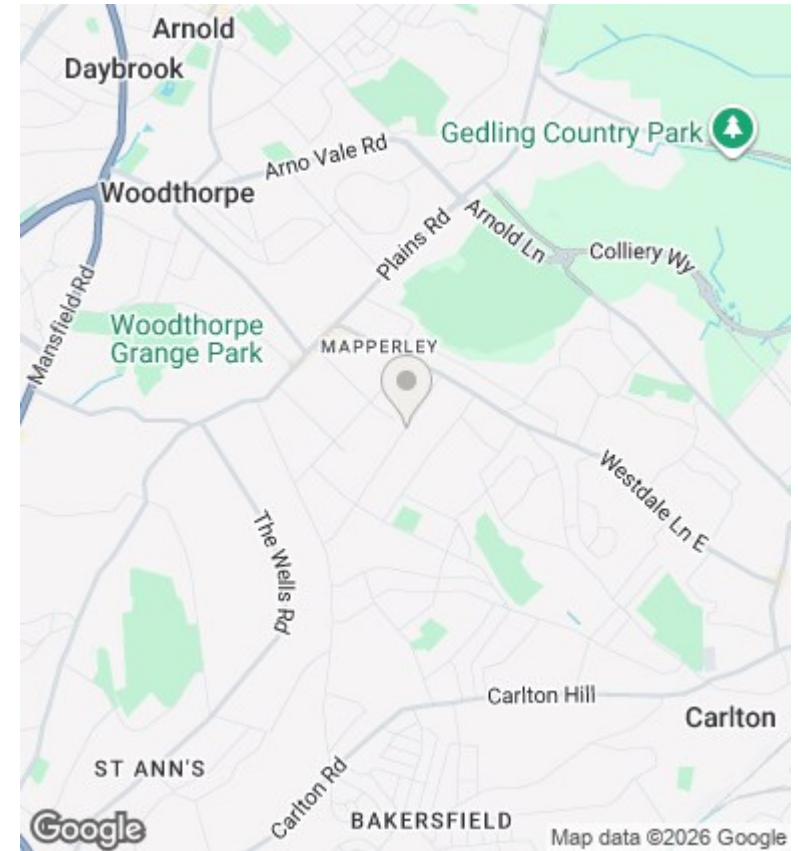 Arnold
Daybrook
Gedling Country Park
Arno Vale Rd
Woodthorpe
Plains Rd
Arnold Ln
Colliery Wy
Mansfield Rd
Woodthorpe
Grange Park
MAPPERLEY
Westdale Ln E
The Wells Rd
Carlton Hill
Carlton
ST ANN'S
Carlton Rd
BAKERSFIELD
Google
Map data ©2026 Google